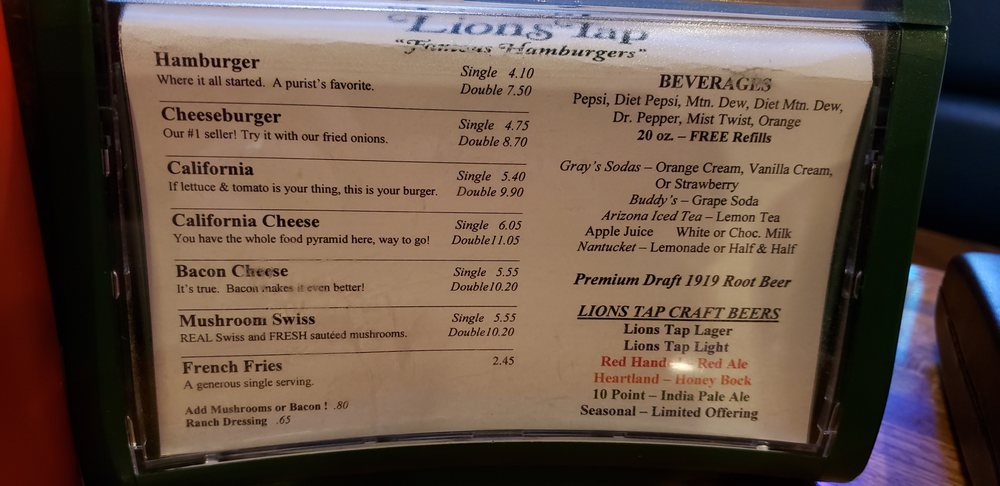 Lions Tap
"Famous Hamburgers"
Hamburger
Where it all started. A purist's favorite.
Single 4.10
Double 7.50
Cheeseburger
Our #1 seller! Try it with our fried onions.
Single 4.75
Double 8.70
California
If lettuce & tomato is your thing, this is your burger.
Single 5.40
Double 9.90
California Cheese
You have the whole food pyramid here, way to go!
Single 6.05
Double11.05
Bacon Cheese
It's true. Bacon makes it even better!
Single 5.55
Double10.20
Mushroom Swiss
REAL Swiss and FRESH sautéed mushrooms.
Single 5.55
Double10.20
French Fries
2.45
A generous single serving.
Add Mushrooms or Bacon ! .80
Ranch Dressing .65
BEVERAGES
Pepsi, Diet Pepsi, Mtn. Dew, Diet Mtn. Dew,
Dr. Pepper, Mist Twist, Orange
20 oz. – FREE Refills
Gray's Sodas – Orange Cream, Vanilla Cream,
Or Strawberry
Buddy's – Grape Soda
Arizona Iced Tea – Lemon Tea
Apple Juice White or Choc. Milk
Nantucket – Lemonade or Half & Half
Premium Draft 1919 Root Beer
LIONS TAP CRAFT BEERS
Lions Tap Lager
Lions Tap Light
Red Handed – Red Ale
Heartland – Honey Bock
10 Point – India Pale Ale
Seasonal – Limited Offering